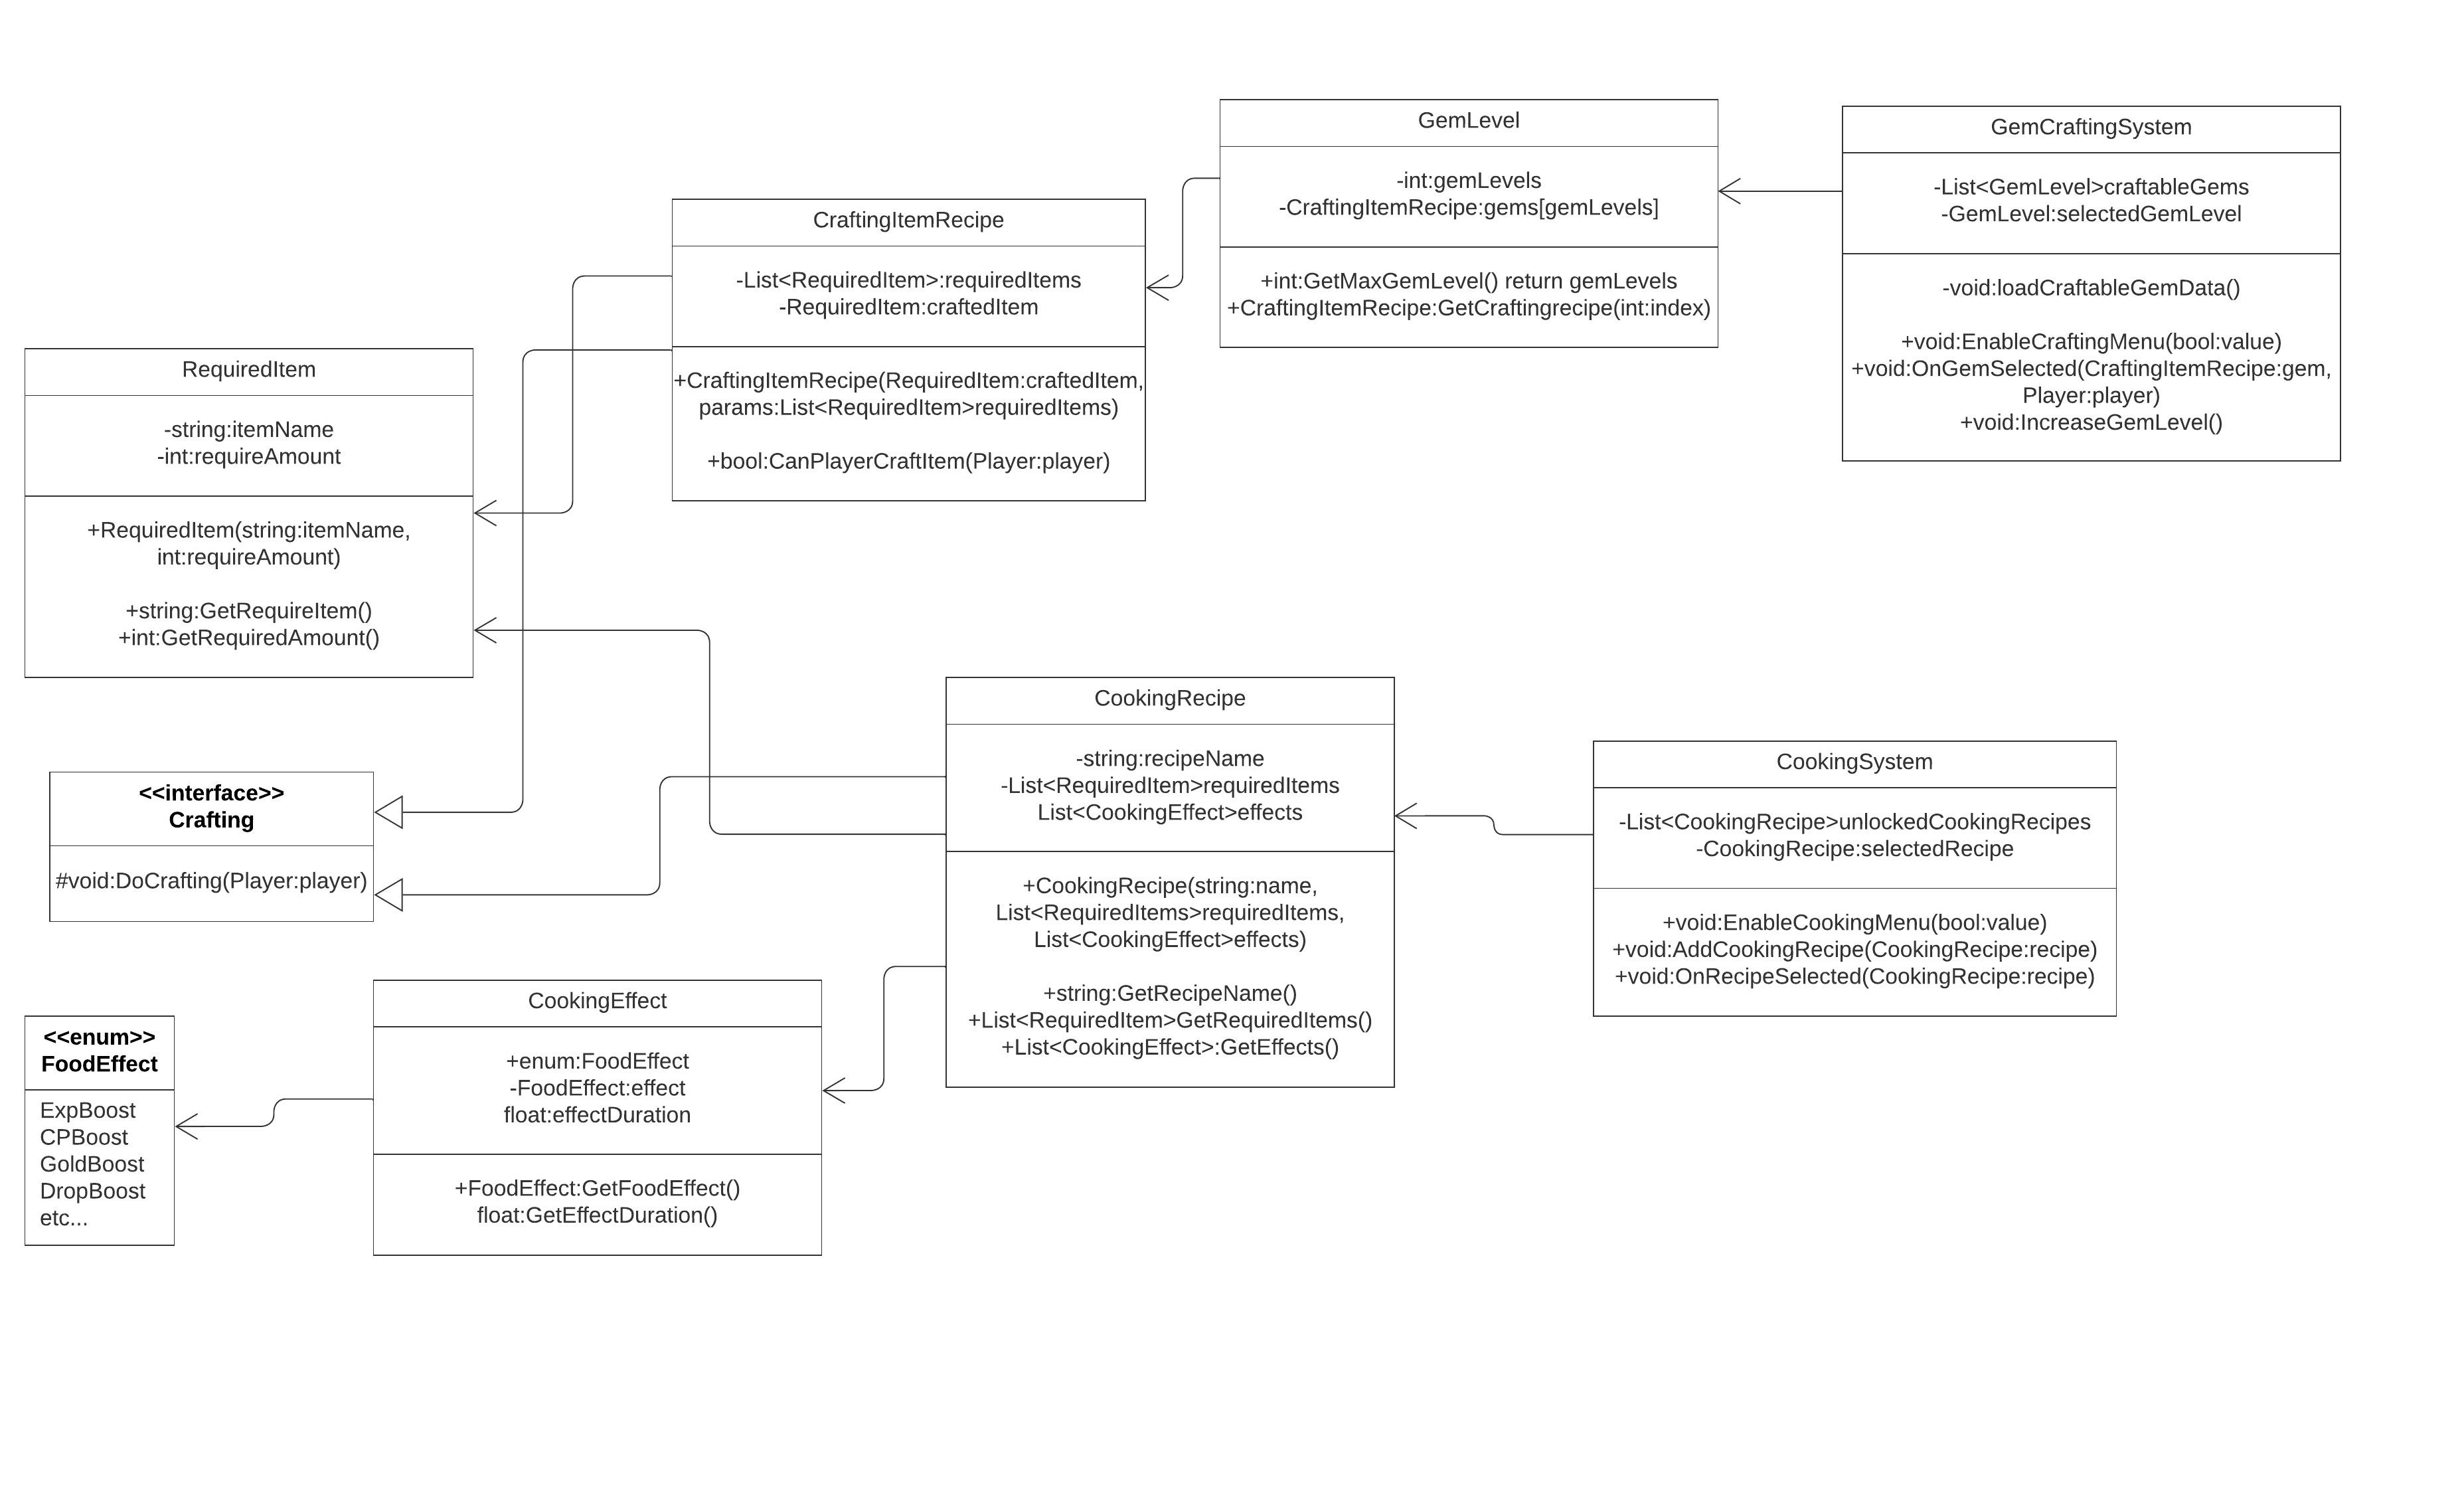 GemLevel
-int:gemLevels
-CraftingItemRecipe:gems[gemLevels]
+int:GetMaxGemLevel() return gemLevels
+CraftingItemRecipe:GetCraftingrecipe(int:index)
GemCraftingSystem
-List<GemLevel>craftableGems
-GemLevel:selectedGemLevel
-void:loadCraftableGemData()
+void:EnableCraftingMenu(bool:value)
+void:OnGemSelected(CraftingItemRecipe:gem,
Player:player)
+void:IncreaseGemLevel()
CraftingItemRecipe
-List<RequiredItem>:requiredItems
-RequiredItem:craftedItem
+CraftingItemRecipe(RequiredItem:craftedItem,
params:List<RequiredItem>requiredItems)
+bool:CanPlayerCraftItem(Player:player)
RequiredItem
-string:itemName
-int:requireAmount
+RequiredItem(string:itemName,
int:requireAmount)
+string:GetRequireItem()
+int:GetRequiredAmount()
CookingRecipe
-string:recipeName
-List<RequiredItem>requiredItems
List<CookingEffect>effects
+CookingRecipe(string:name,
List<RequiredItems>requiredItems,
List<CookingEffect>effects)
+string:GetRecipeName()
+List<RequiredItem>GetRequiredItems()
+List<CookingEffect>:GetEffects()
CookingSystem
-List<CookingRecipe>unlockedCookingRecipes
-CookingRecipe:selectedRecipe
+void:EnableCookingMenu(bool:value)
+void:AddCookingRecipe(CookingRecipe:recipe)
+void:OnRecipeSelected(CookingRecipe:recipe)
<<interface>>
Crafting
#void:DoCrafting(Player:player)
CookingEffect
+enum:FoodEffect
-FoodEffect:effect
float:effectDuration
+FoodEffect:GetFoodEffect()
float:GetEffectDuration()
<<enum>>
FoodEffect
ExpBoost
CPBoost
GoldBoost
DropBoost
etc...